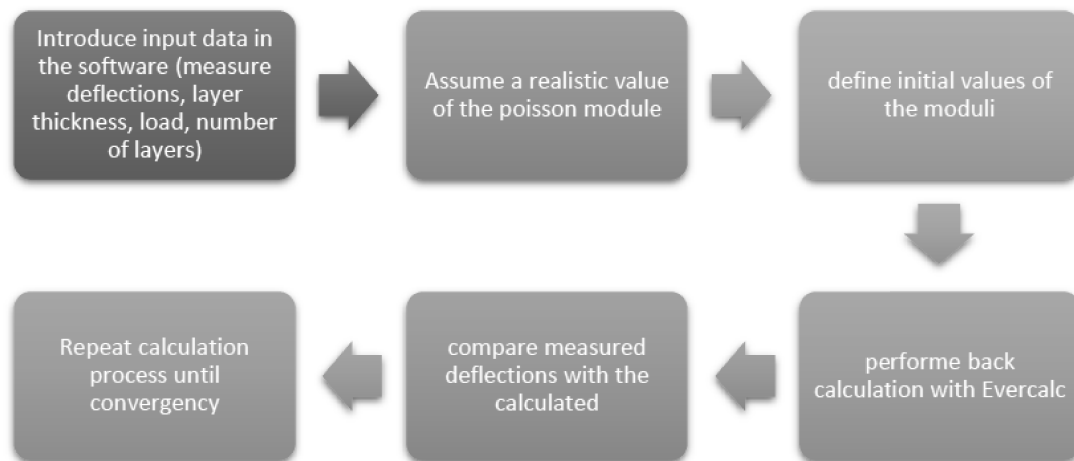 Introduce input data in
the software (measure
deflections, layer
thickness, load, number
of layers)
Assume a realistic value
of the poisson module
define initial values of
the moduli
performe back
calculation with Evercalc
compare measured
deflections with the
calculated
Repeat calculation
process until
convergency